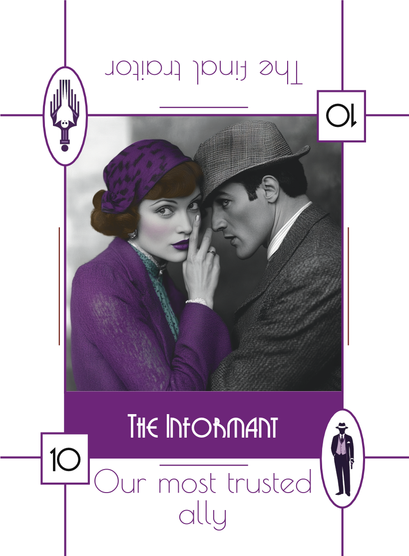 The final traitor
10
The Informant
10
Our most trusted
ally